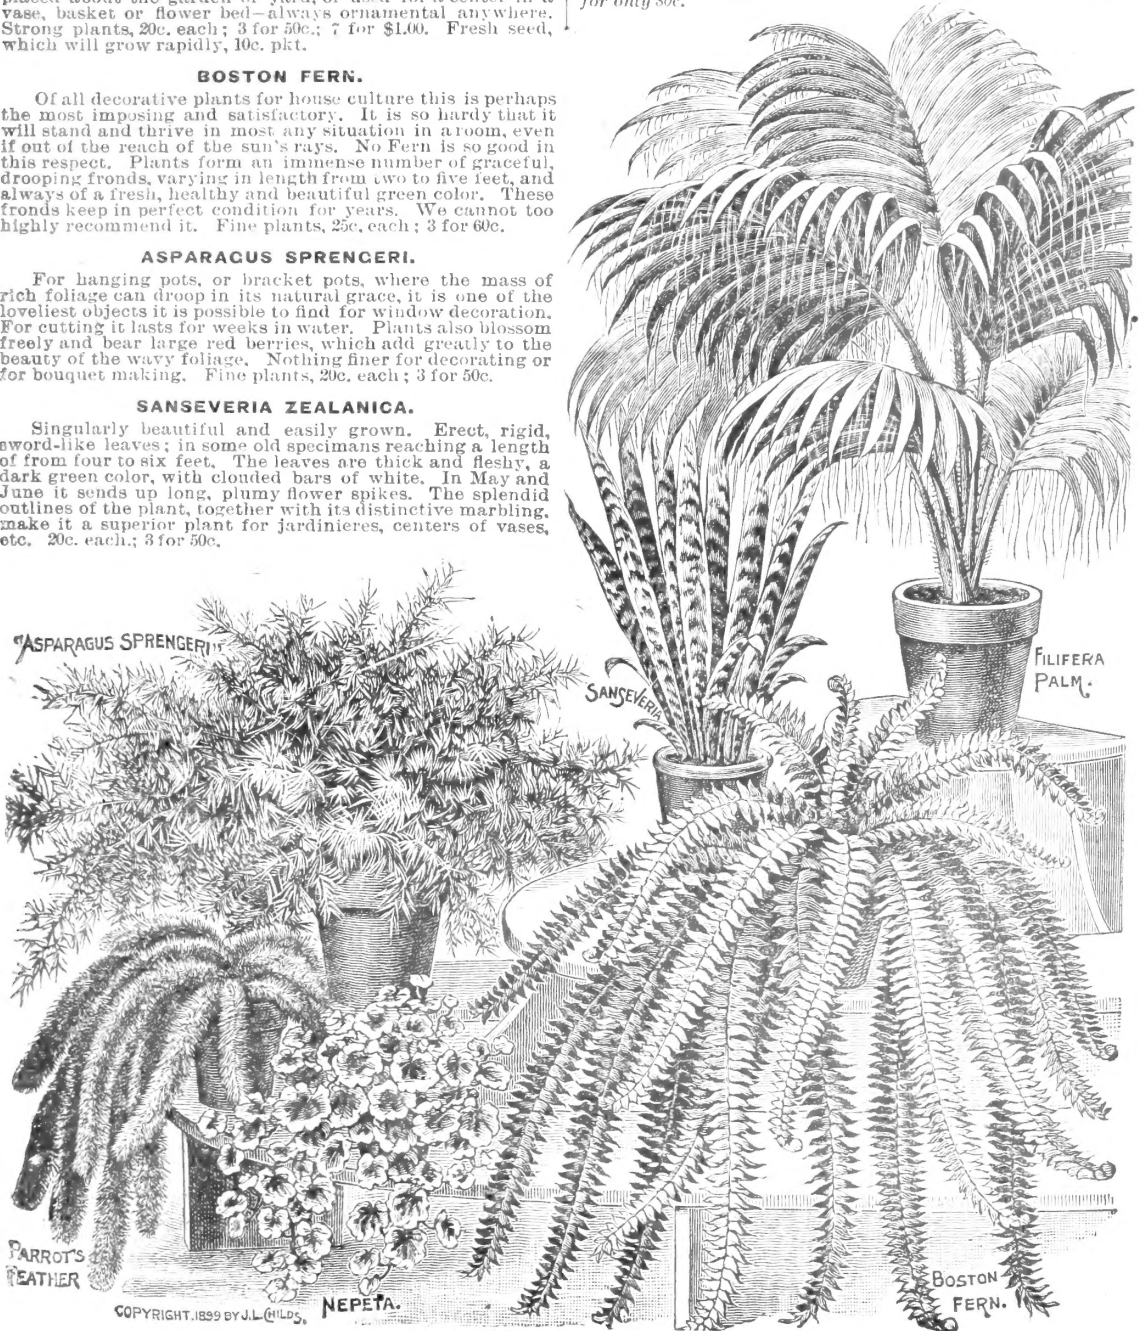 vase, basket or flower bed—always ornamental anywhere.
Strong plants, 20c. each; 3 for 50c.; 7 for $1.00. Fresh seed,
which will grow rapidly, 10c. pkt.
BOSTON FERN.
Of all decorative plants for house culture this is perhaps
the most imposing and satisfactory. It is so hardy that it
will stand and thrive in most any situation in a room, even
if out of the reach of the sun's rays. No Fern is so good in
this respect. Plants form an immense number of graceful,
drooping fronds, varying in length from two to five feet, and
always of a fresh, healthy and beautiful green color. These
fronds keep in perfect condition for years. We cannot too
highly recommend it. Fine plants, 25c. each; 3 for 60c.
ASPARAGUS SPRENGERI.
For hanging pots, or bracket pots, where the mass of
rich foliage can droop in its natural grace, it is one of the
loveliest objects it is possible to find for window decoration.
For cutting it lasts for weeks in water. Plants also blossom
freely and bear large red berries, which add greatly to the
beauty of the wavy foliage. Nothing finer for decorating or
for bouquet making. Fine plants, 20c. each; 3 for 50c.
SANSEVERIA ZEALANICA.
Singularly beautiful and easily grown. Erect, rigid,
sword-like leaves; in some old specimans reaching a length
of from four to six feet. The leaves are thick and fleshy, a
dark green color, with clouded bars of white. In May and
June it sends up long, plumy flower spikes. The splendid
outlines of the plant, together with its distinctive marbling,
make it a superior plant for jardinieres, centers of vases,
etc. 20c. each.; 3 for 50c.
for only 80c.
"ASPARAGUS SPRENGERI"
SANSEVERIA
FILIFERA
PALM.
PARROT'S
FEATHER
COPYRIGHT. 1899 BY J.L. CHILDS.
NEPETA.
BOSTON
FERN.